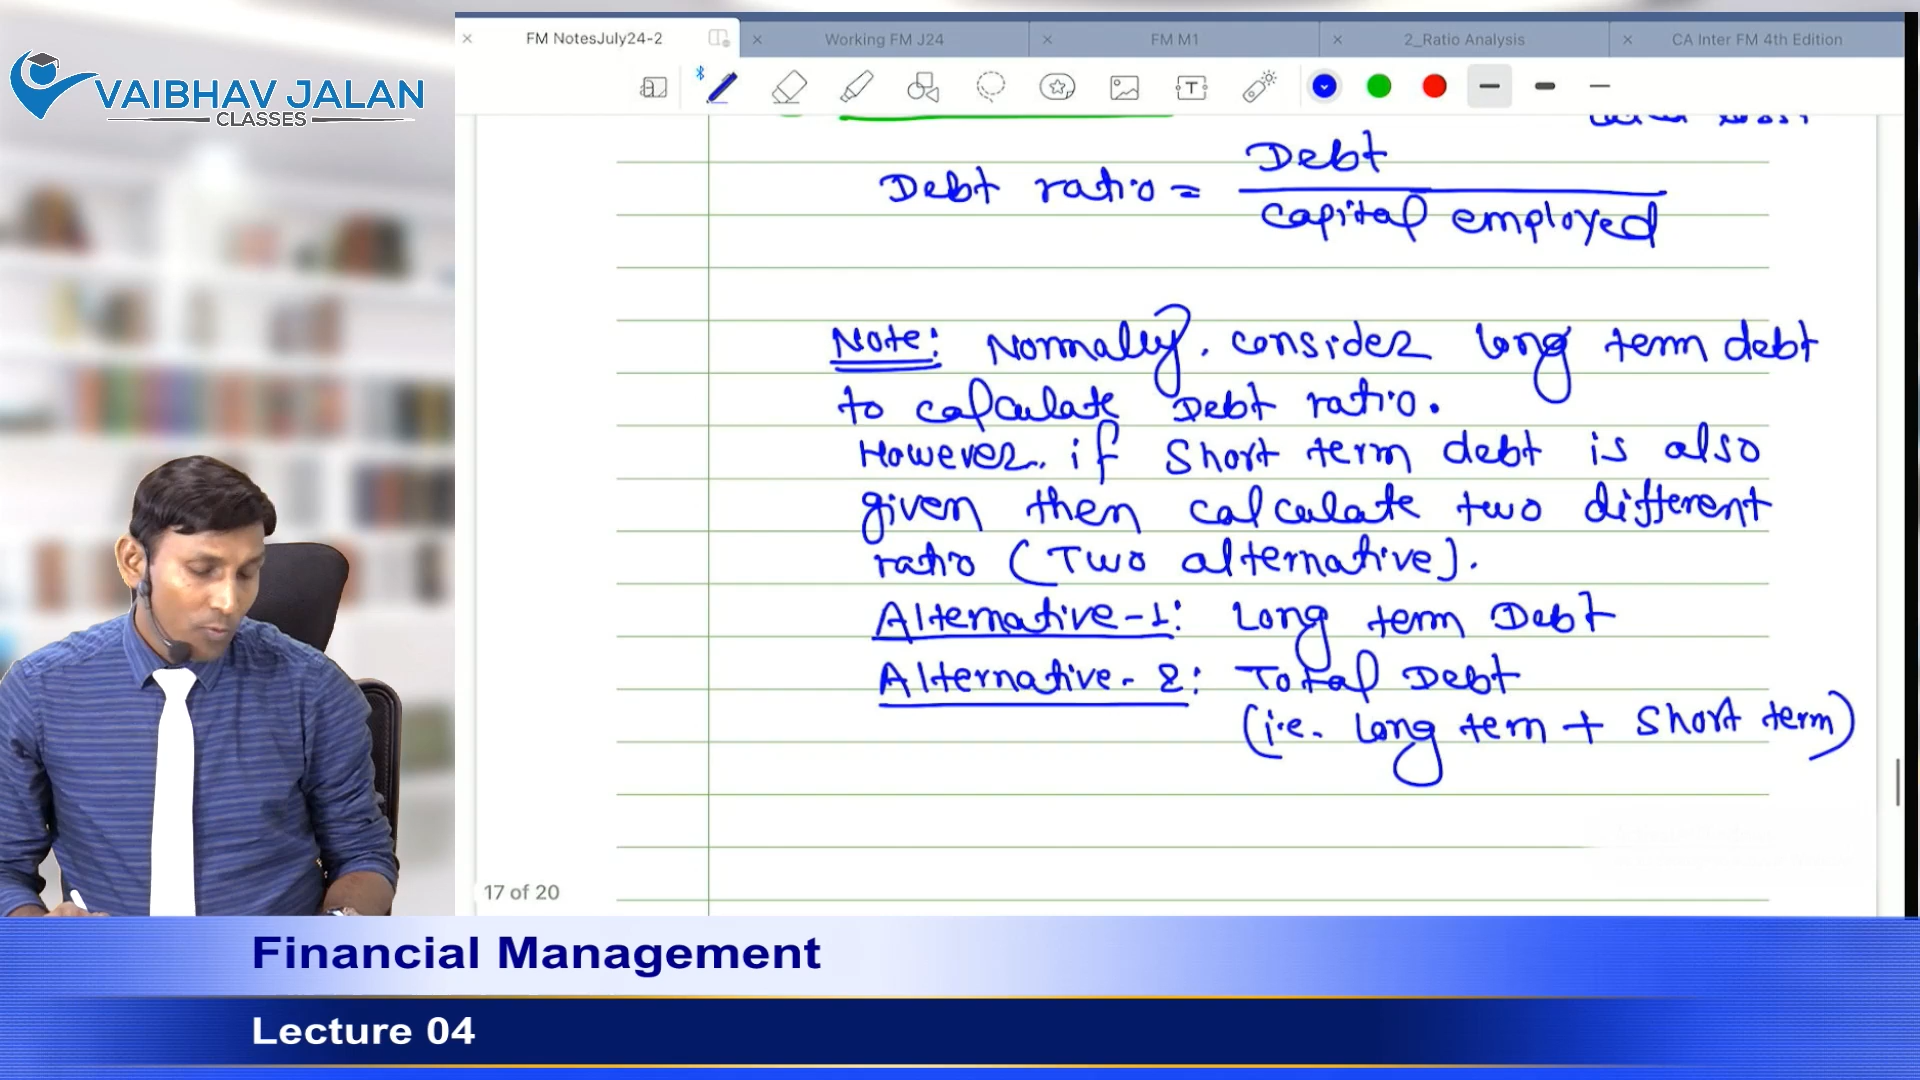 FM NotesJuly24-2
Working FM J24
FM M1
2_Ratio Analysis
CA Inter FM 4th Edition
VAIBHAV JALAN
CLASSES
Debt ratio = Debt
capital employed
Note: Normally. consider long term debt
to calculate Debt ratio.
However. if short term debt is also
given then calculate two different
ratio (Two alternative).
Alternative-1: Long term Debt
Alternative-2: Total Debt
(i.e. long term + short term)
17 of 20
Financial Management
Lecture 04